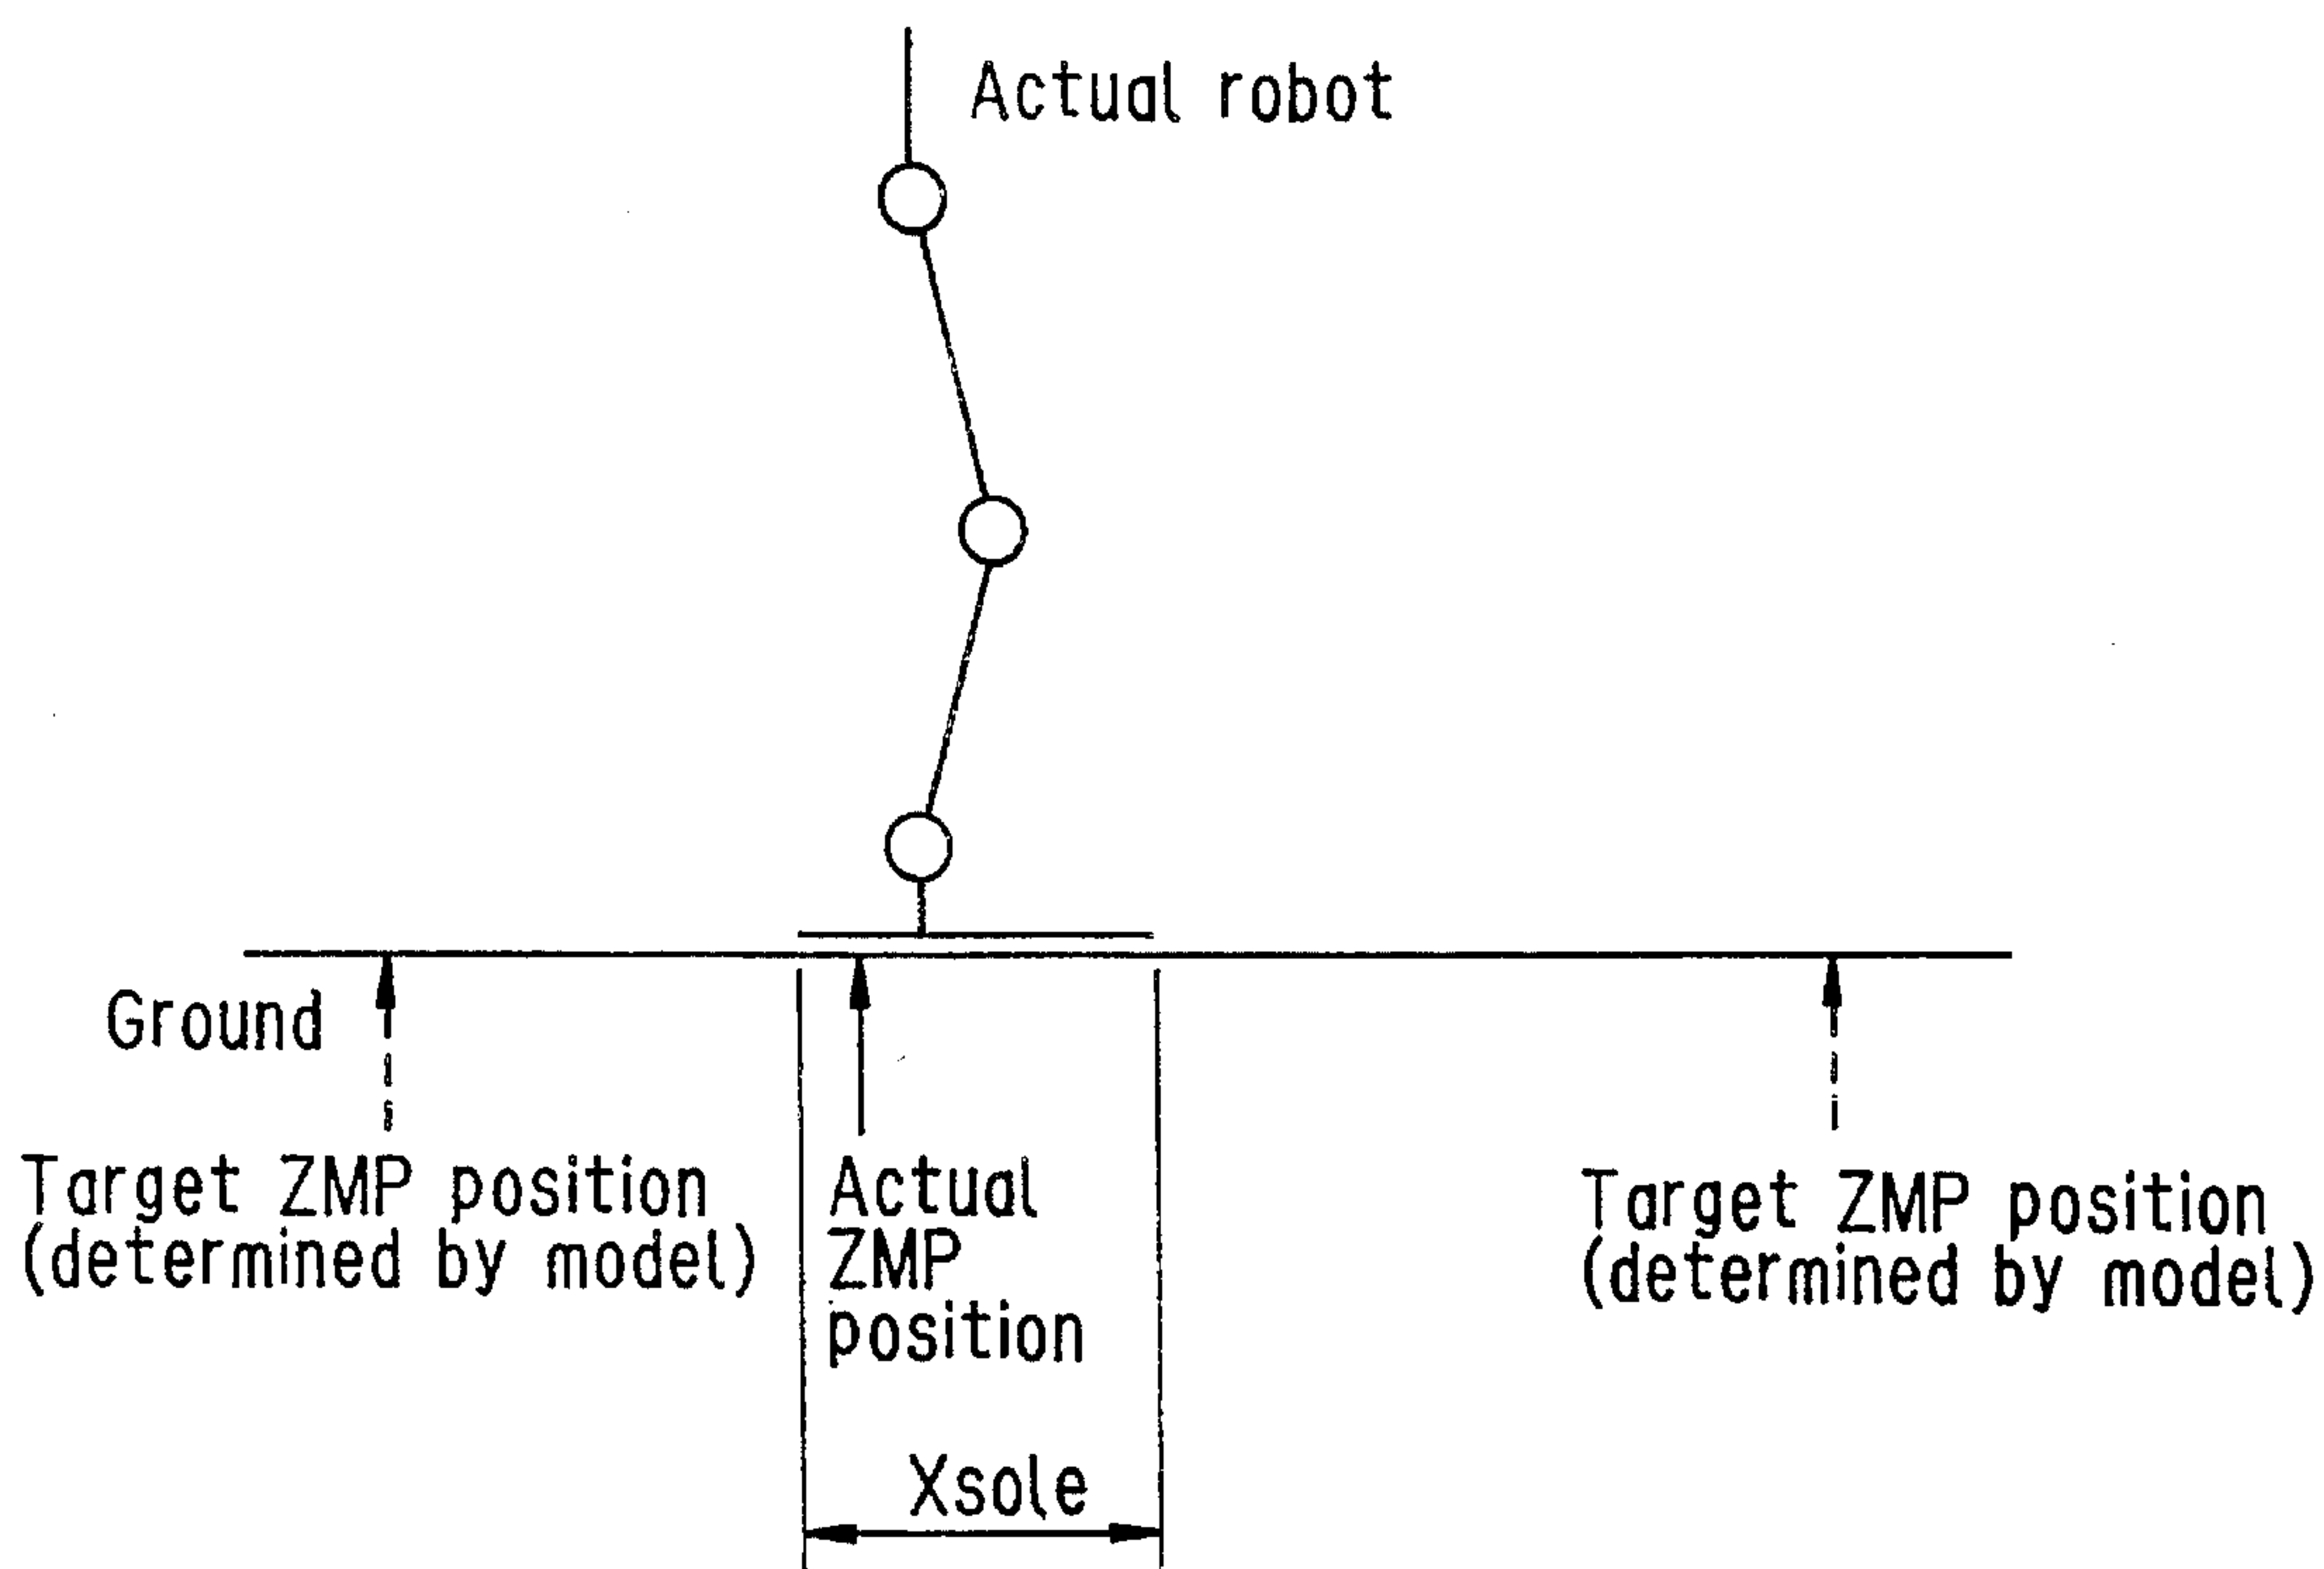 Actual robot
Ground
Target ZMP position
(determined by model)
Actual
ZMP
position
Target ZMP position
(determined by model)
Xsole